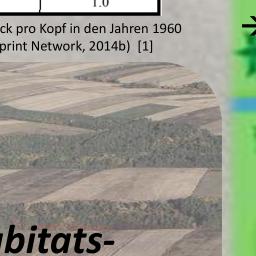 1.0
ck pro Kopf in den Jahren 1960
print Network, 2014b) [1]
bitats-